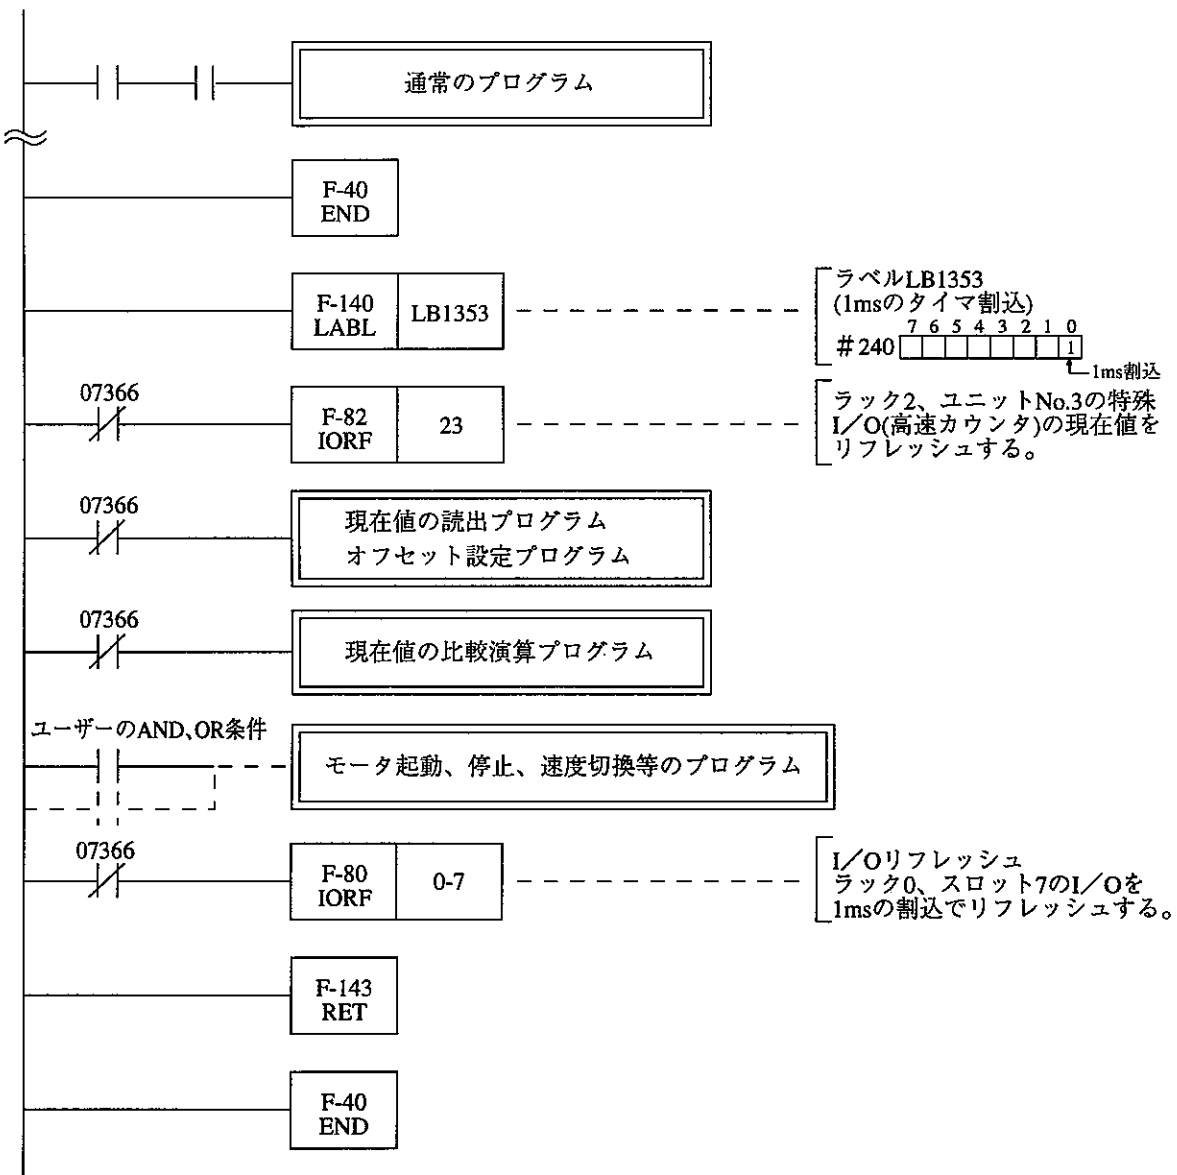 通常のプログラム
F-40
END
F-140
LABL
LB1353
ラベルLB1353
(1msのタイマ割込)
7 6 5 4 3 2 1 0
#240
1
1ms割込
07366
F-82
IORF
23
ラック2、ユニットNo.3の特殊
I/O(高速カウンタ)の現在値を
リフレッシュする。
07366
現在値の読出プログラム
オフセット設定プログラム
07366
現在値の比較演算プログラム
ユーザーのAND、OR条件
モータ起動、停止、速度切換等のプログラム
07366
F-80
IORF
0-7
I/Oリフレッシュ
ラック0、スロット7のI/Oを
1msの割込でリフレッシュする。
F-143
RET
F-40
END